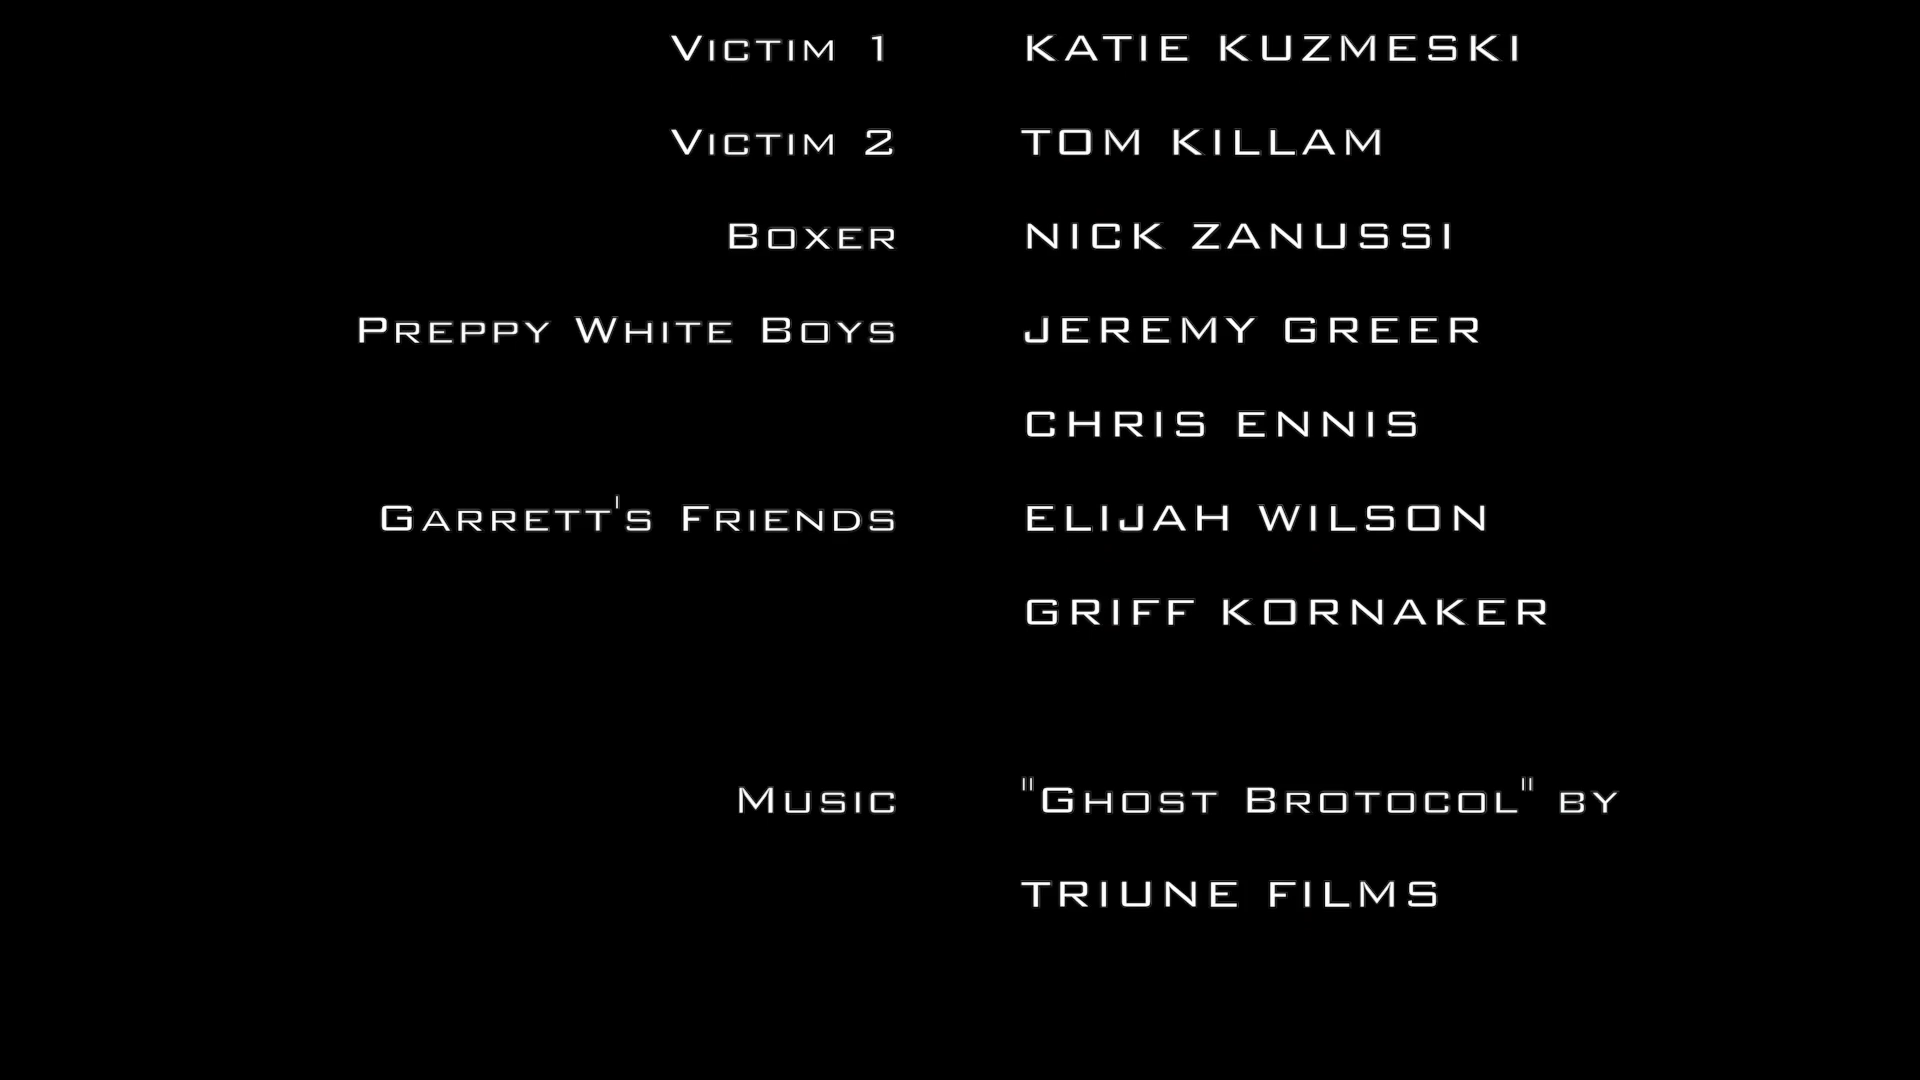 Victim 1 KATIE KUZMESKI
Victim 2 TOM KILLAM
Boxer NICK ZANUSSI
Preppy White Boys JEREMY GREER
CHRIS ENNIS
Garrett's Friends ELIJAH WILSON
GRIFF KORNAKER
Music "Ghost Brotocol" by
TRIUNE FILMS